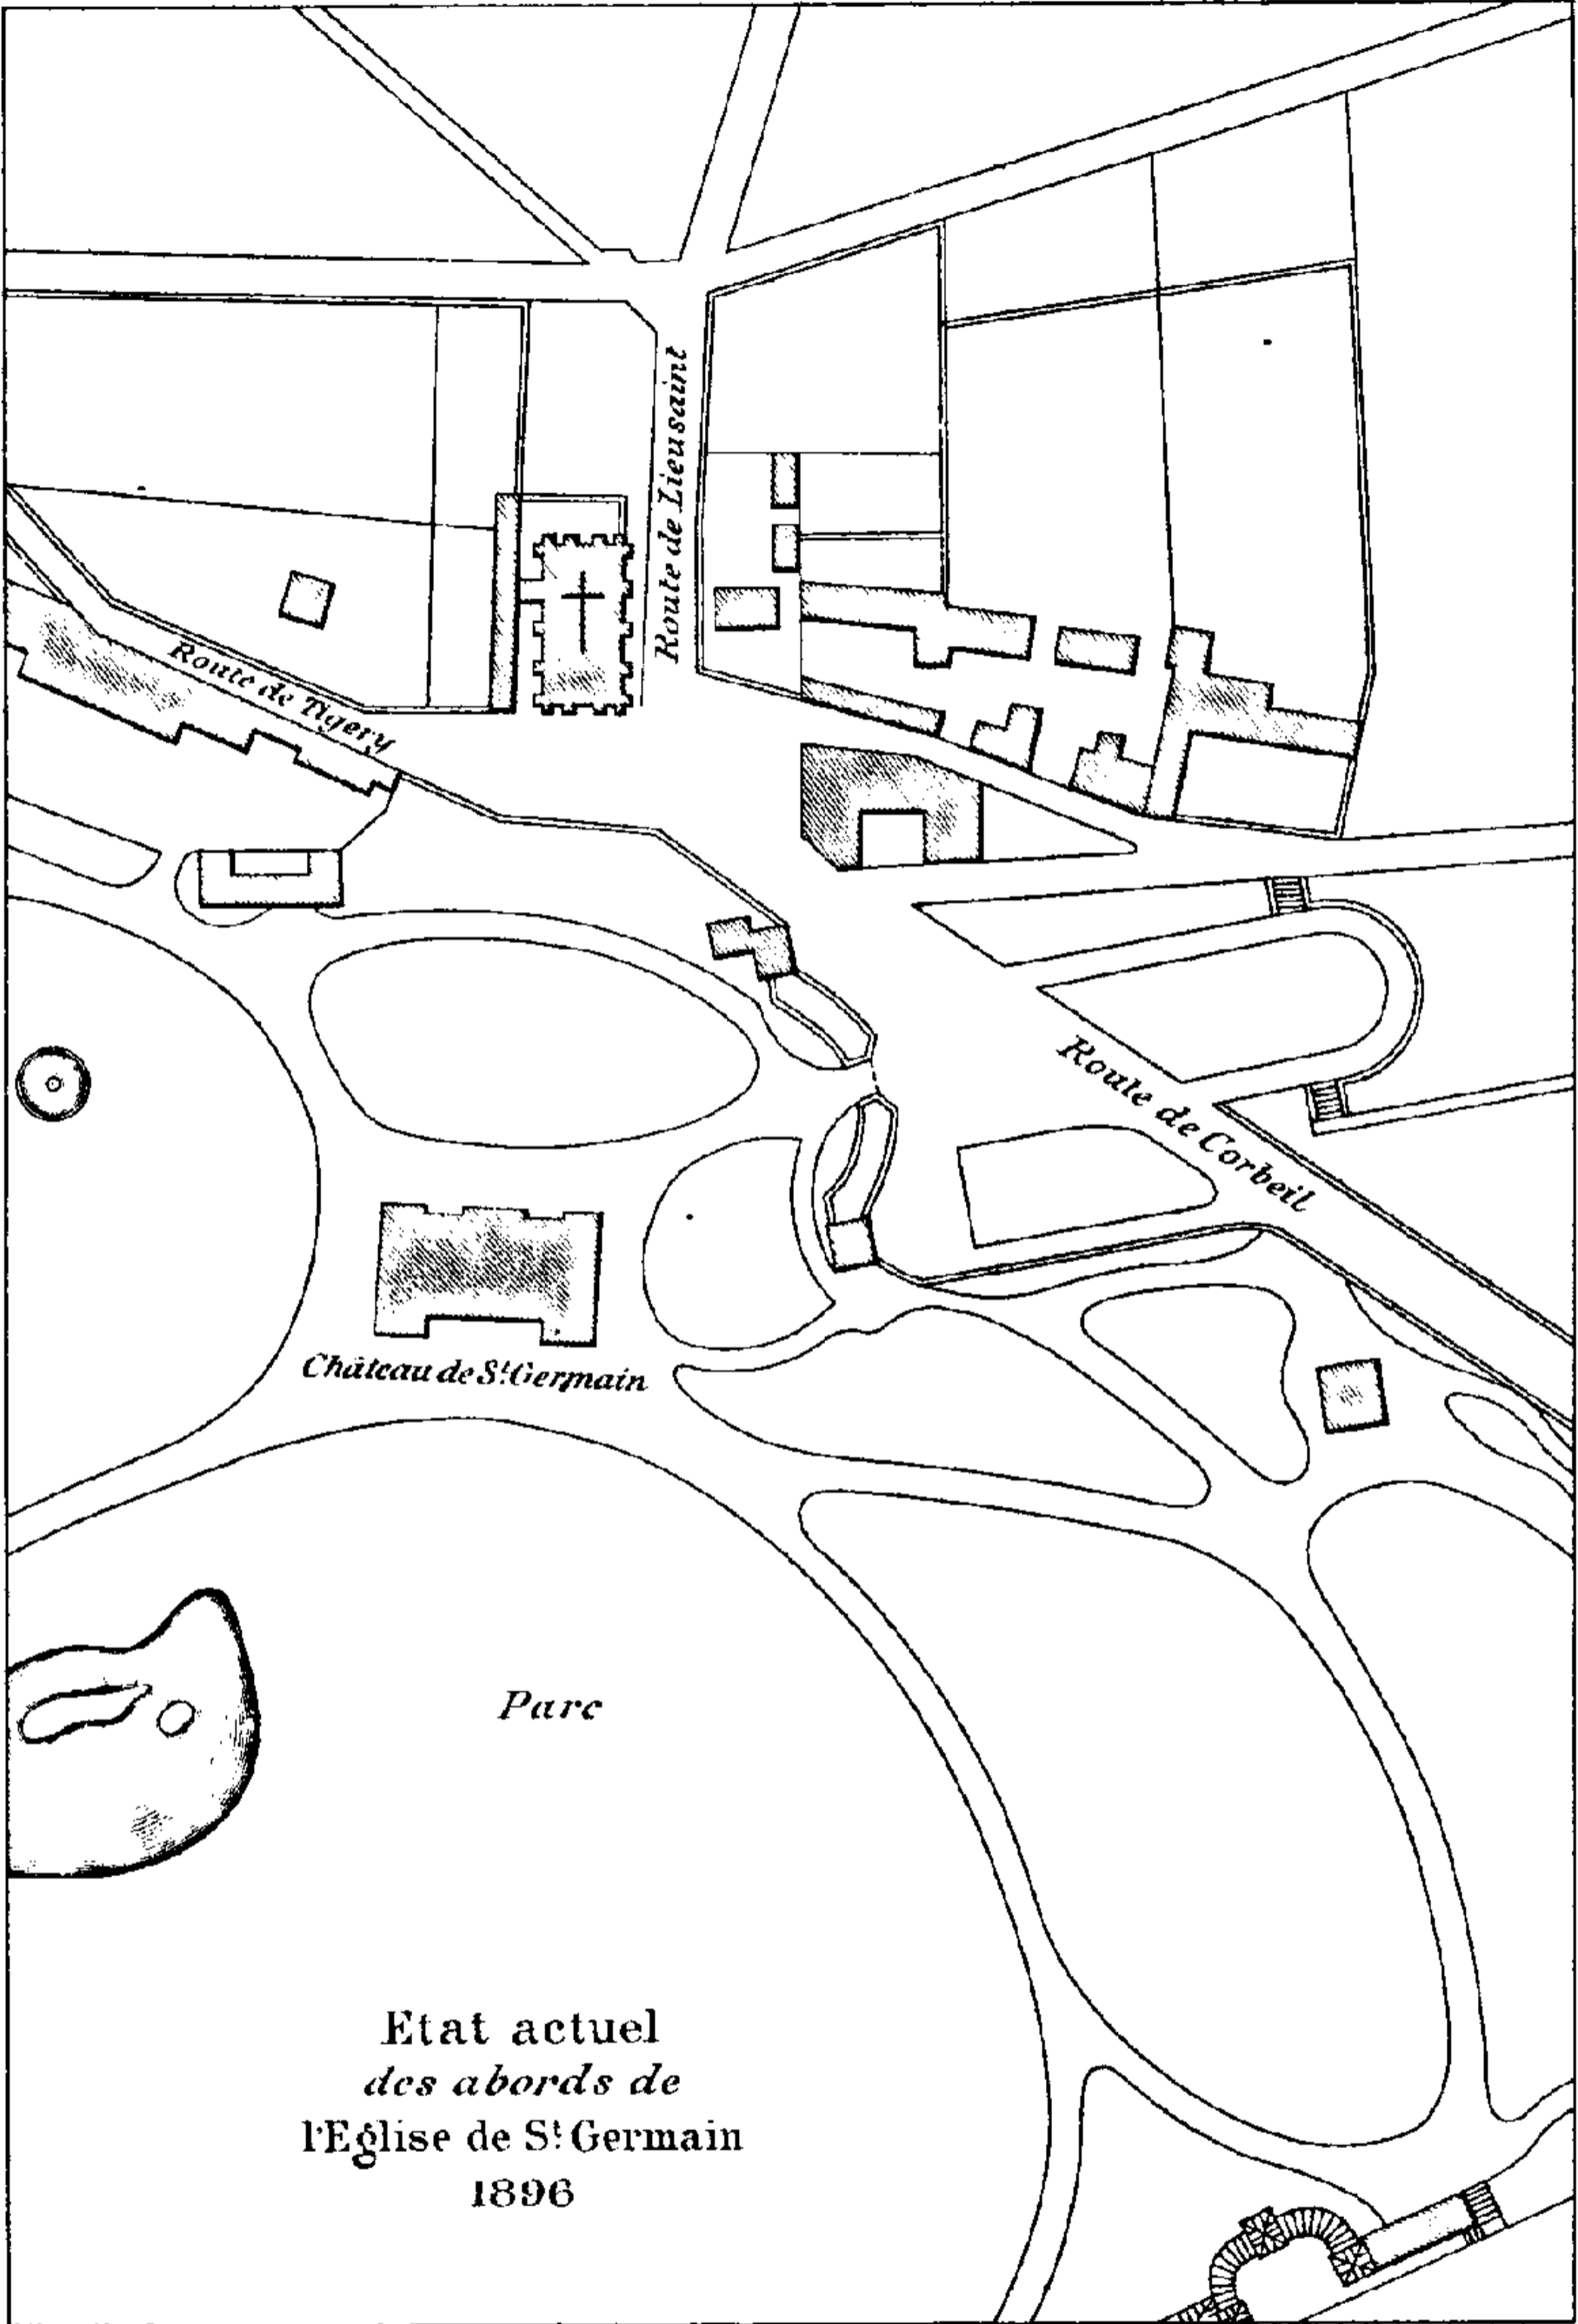 Route de Lieusaint
Route de Tigery
Route de Corbeil
Château de St. Germain
Parc
Etat actuel
des abords de
l'Eglise de St. Germain
1896